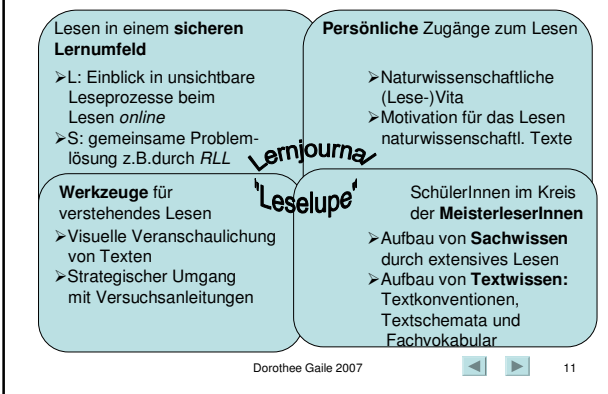 Lesen in einem sicheren
Lernumfeld
➢L: Einblick in unsichtbare
Leseprozesse beim
Lesen online
➢S: gemeinsame Problem-
lösung z.B.durch RLL
Persönliche Zugänge zum Lesen
➢Naturwissenschaftliche
(Lese-)Vita
➢Motivation für das Lesen
naturwissenschaftl. Texte
Lernjournal
"Leselupe"
Werkzeuge für
verstehendes Lesen
➢Visuelle Veranschaulichung
von Texten
➢Strategischer Umgang
mit Versuchsanleitungen
SchülerInnen im Kreis
der MeisterleserInnen
➢Aufbau von Sachwissen
durch extensives Lesen
➢Aufbau von Textwissen:
Textkonventionen,
Textschemata und
Fachvokabular
Dorothee Gaile 2007
11